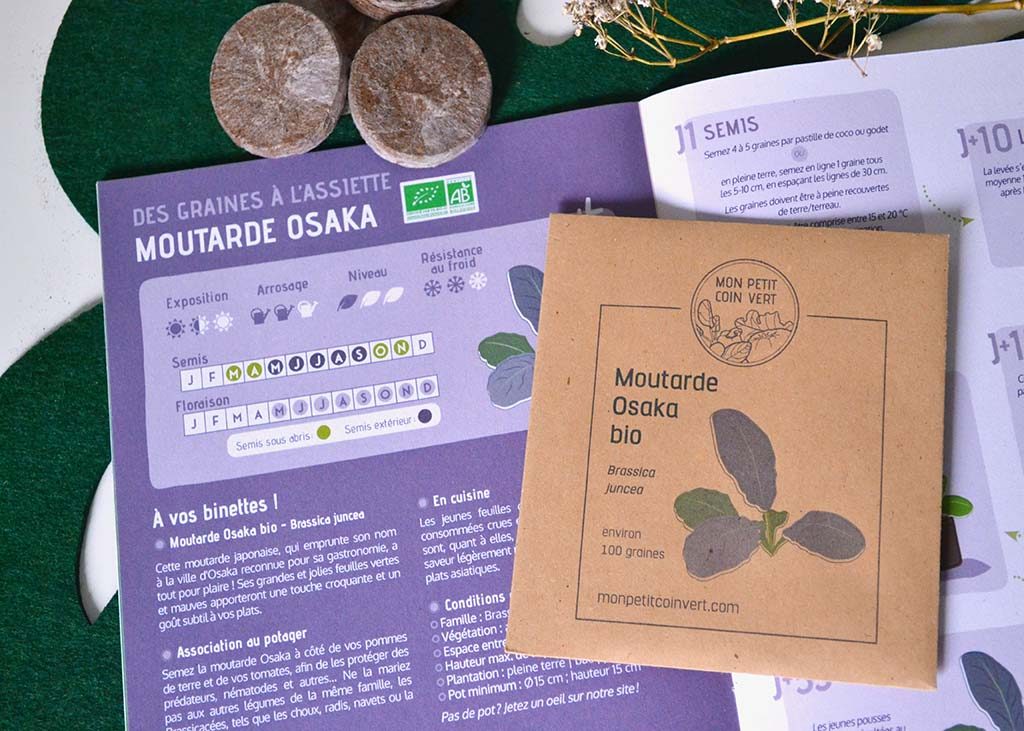 DES GRAINES À L'ASSIETTE
MOUTARDE OSAKA
AB
Exposition
Arrosage
Niveau
Résistance
au froid
Semis
J F M A M J J A S O N D
Floraison
J F M A M J J A S O N D
Semis sous abris :
Semis extérieur :
À vos binettes !
Moutarde Osaka bio - Brassica juncea
Cette moutarde japonaise, qui emprunte son nom
à la ville d'Osaka reconnue pour sa gastronomie, a
tout pour plaire ! Ses grandes et jolies feuilles vertes
et mauves apporteront une touche croquante et un
goût subtil à vos plats.
Association au potager
Semez la moutarde Osaka à côté de vos pommes
de terre et de vos tomates, afin de les protéger des
prédateurs, nématodes et autres... Ne la mariez
pas aux autres légumes de la même famille, les
Brassicacées, tels que les choux, radis, navets ou la
En cuisine
Les jeunes feuilles
consommées crues
sont, quant à elles,
saveur légèrement
plats asiatiques.
Conditions
Famille : Brass
Végétation :
Espace entre
Hauteur max. de
Plantation : pleine terre |
Pot minimum : Ø15 cm ; hauteur 15 cm
Pas de pot ? Jetez un oeil sur notre site !
MON PETIT
COIN VERT
Moutarde
Osaka
bio
Brassica
juncea
environ
100 graines
monpetitcoinvert.com
J1 SEMIS
Semez 4 à 5 graines par pastille de coco ou godet
ou
en pleine terre, semez en ligne 1 graine tous
les 5-10 cm, en espaçant les lignes de 30 cm.
Les graines doivent être à peine recouvertes
de terre/terreau.
être comprise entre 15 et 20 °C
J+10
La levée s'
moyenne
après
J+1
Les jeunes pousses